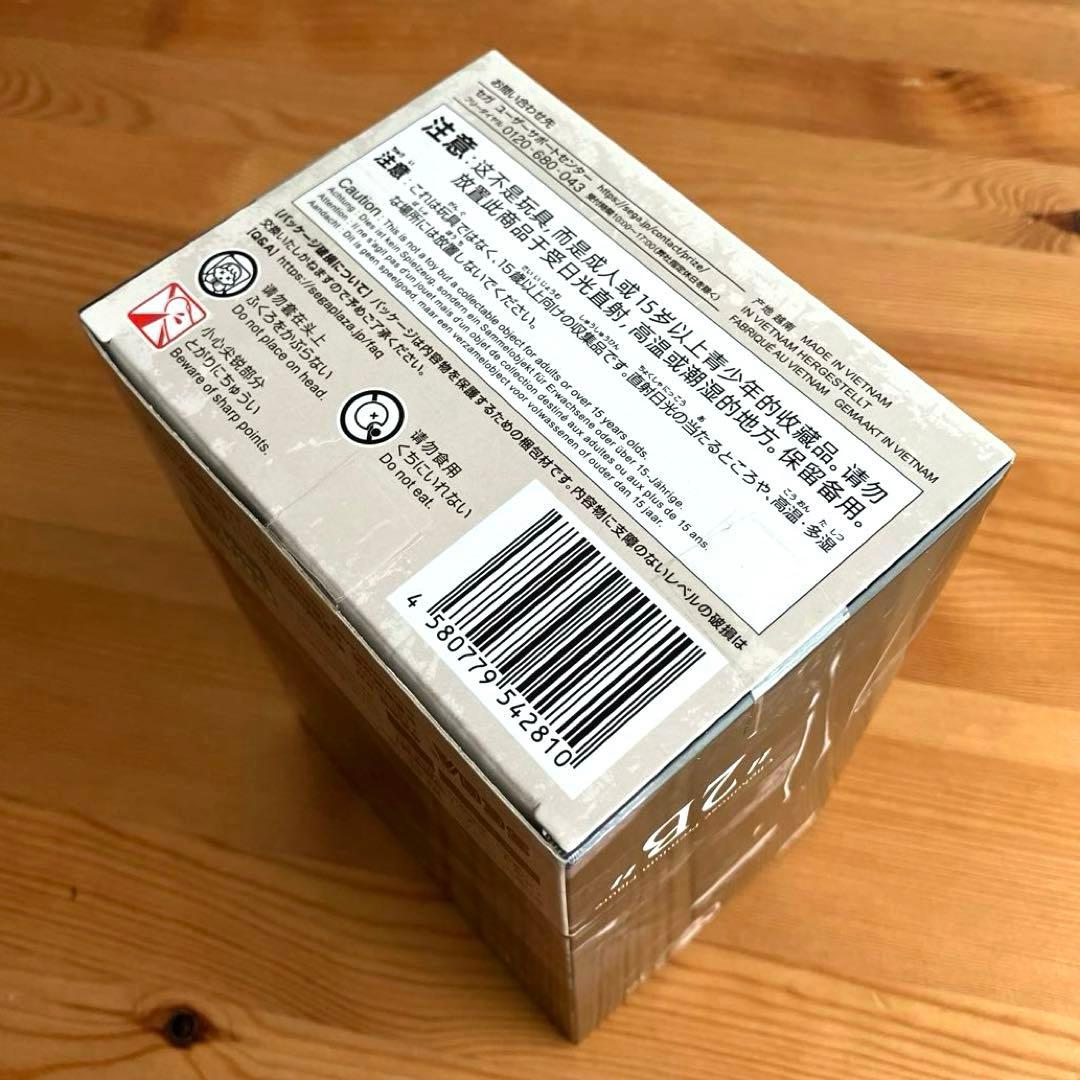 お問い合わせ先
セガ ユーザーサポートセンター https://sega.jp/contact/prize/
フリーダイヤル 0120-680-043 受付時間10:00〜17:00(弊社指定休日を除く)
产地 越南 MADE IN VIETNAM
IN VIETNAM HERGESTELLT
FABRIQUÉ AU VIETNAM GEMAAKT IN VIETNAM
注意：这不是玩具，而是成人或15岁以上青少年的收藏品。请勿
放置此商品于受日光直射，高温或潮湿的地方。保留备用。
注意：これは玩具ではなく、15歳以上向けの収集品です。直射日光の当たるところや、高温・多湿
な場所には放置しないでください。
Caution : This is not a toy but a collectable object for adults or over 15 years olds.
Achtung : Dies ist kein Spielzeug, sondern ein Sammelobjekt für Erwachsene oder über 15-Jährige.
Attention : Il ne s'agit pas d'un jouet mais d'un objet de collection destiné aux adultes ou aux plus de 15 ans.
Aandacht : Dit is geen speelgoed, maar een verzamelobject voor volwassenen of ouder dan 15 jaar.
[パッケージ破損について] パッケージは内容物を保護するための梱包材です。内容物に支障のないレベルの破損は
交換いたしかねますので予めご了承ください。
[Q&A] https://segaplaza.jp/faq
请勿套在头上
ふくろをかぶらない
Do not place on head.
小心尖锐部分
とがりにちゅうい
Beware of sharp points.
请勿食用
くちにいれない
Do not eat.
4 580779 542810
"2B"